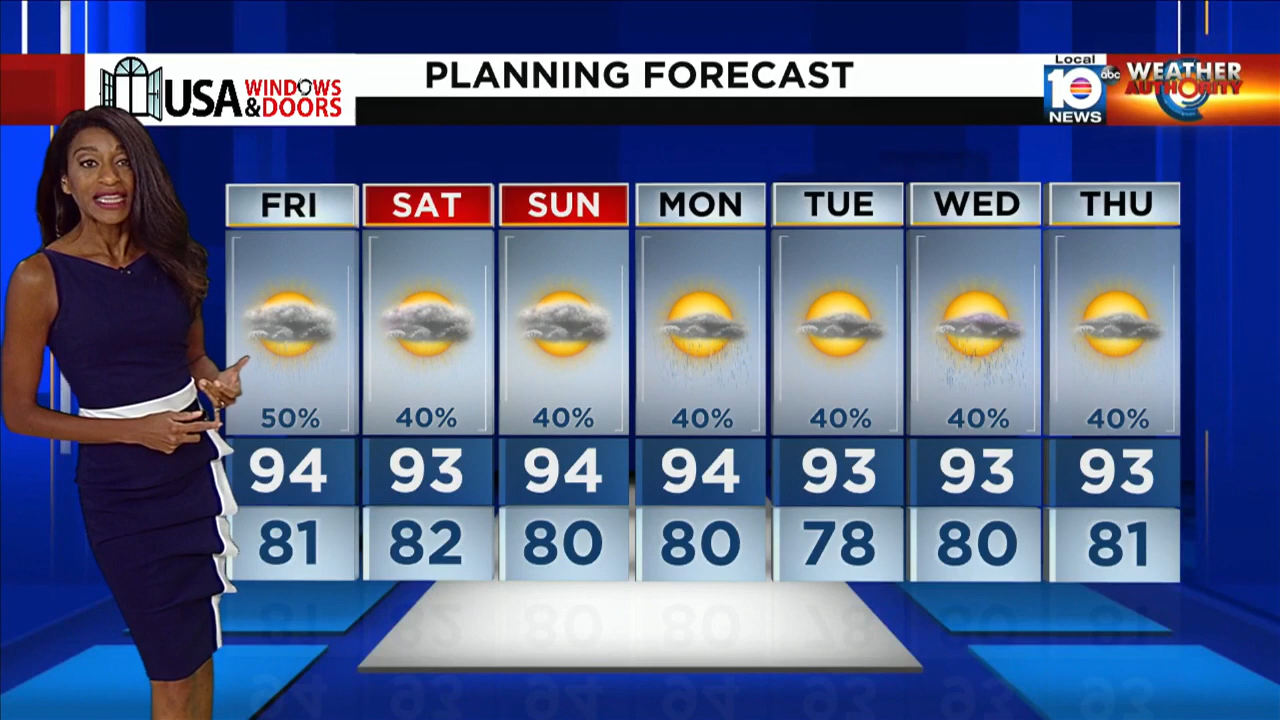 USA WINDOWS
&DOORS
PLANNING FORECAST
Local
10
abc
NEWS
WEATHER
AUTHORITY
FRI SAT SUN MON TUE WED THU
50% 40% 40% 40% 40% 40% 40%
94 93 94 94 93 93 93
81 82 80 80 78 80 81